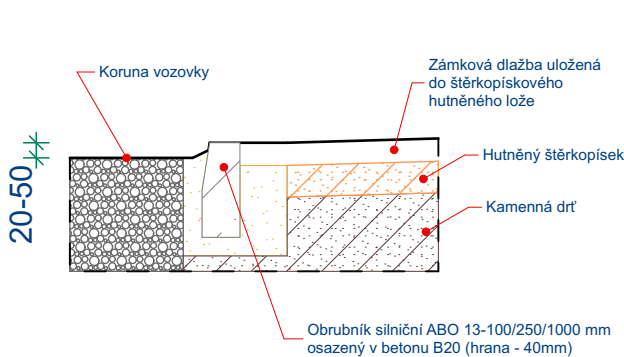 Koruna vozovky
Zámková dlažba uložená
do štěrkopískového
hutněného lože
20-50
Hutněný štěrkopísek
Kamenná drť
Obrubník silniční ABO 13-100/250/1000 mm
osazený v betonu B20 (hrana - 40mm)